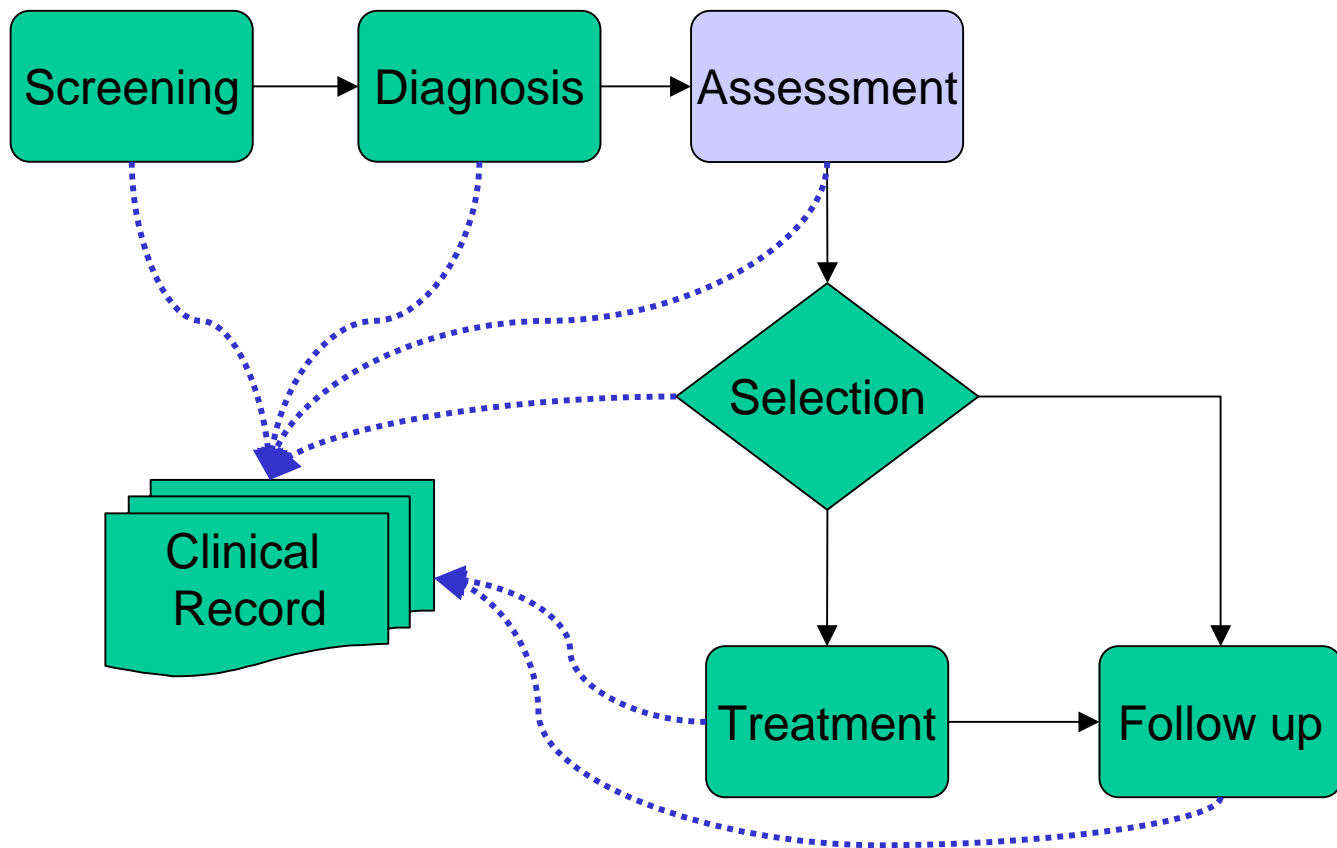 Screening
Diagnosis
Assessment
Selection
Clinical
Record
Treatment
Follow up